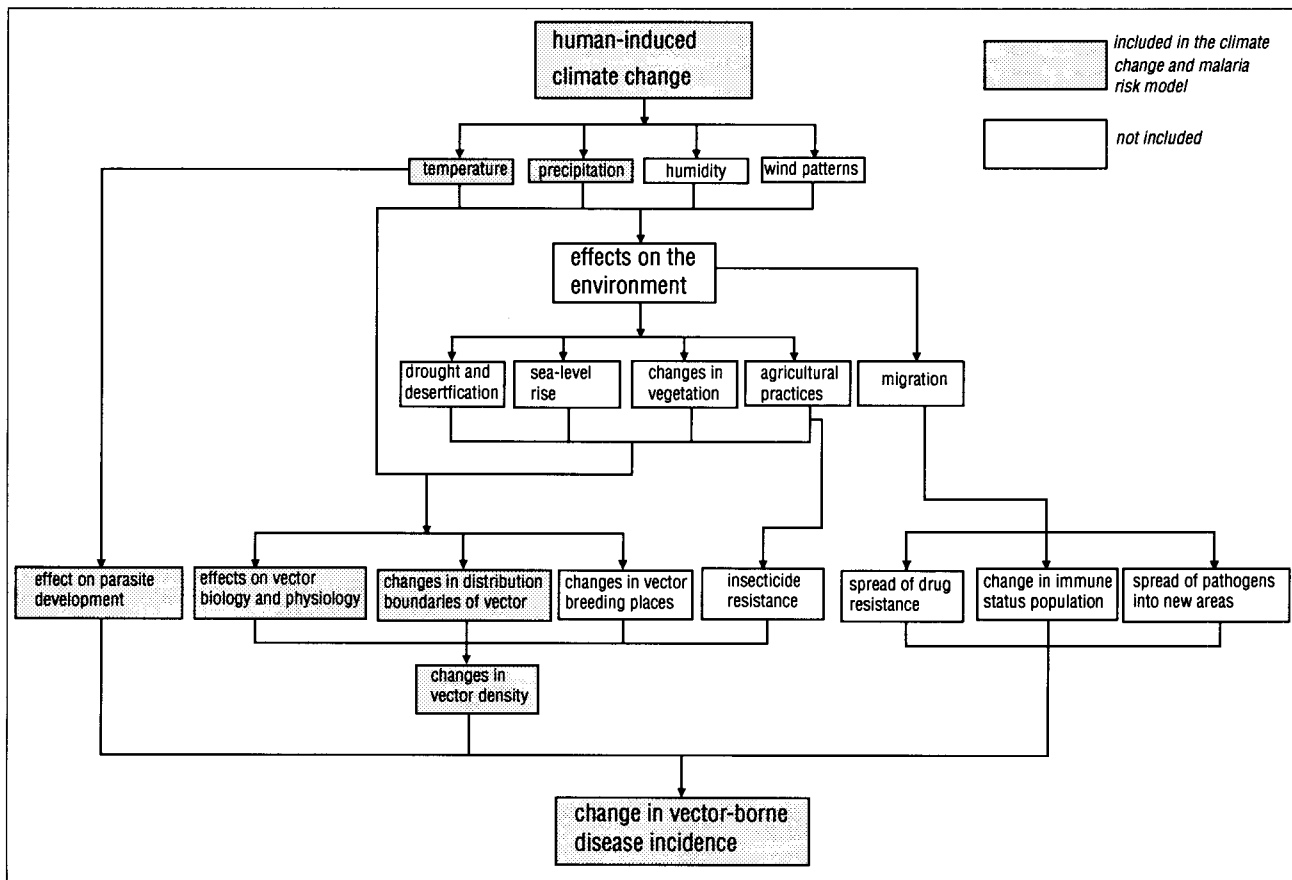 human-induced
climate change
included in the climate
change and malaria
risk model
not included
temperature
precipitation
humidity
wind patterns
effects on the
environment
drought and
desertfication
sea-level
rise
changes in
vegetation
agricultural
practices
migration
effect on parasite
development
effects on vector
biology and physiology
changes in distribution
boundaries of vector
changes in vector
breeding places
insecticide
resistance
spread of drug
resistance
change in immune
status population
spread of pathogens
into new areas
changes in
vector density
change in vector-borne
disease incidence